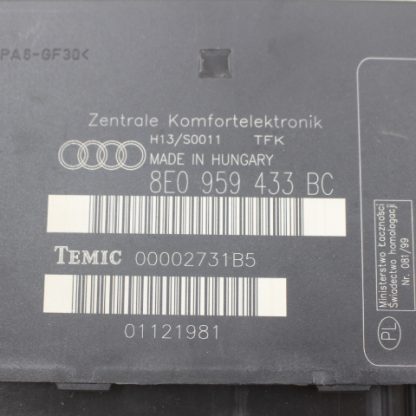 PA6-GF30<
Zentrale Komfortelektronik
H13/S0011 TFK
MADE IN HUNGARY
8E0 959 433 BC
TEMIC 00002731B5
01121981
PL
Ministerstwo Łączności
Świadectwo homologacji
Nr. 081/99